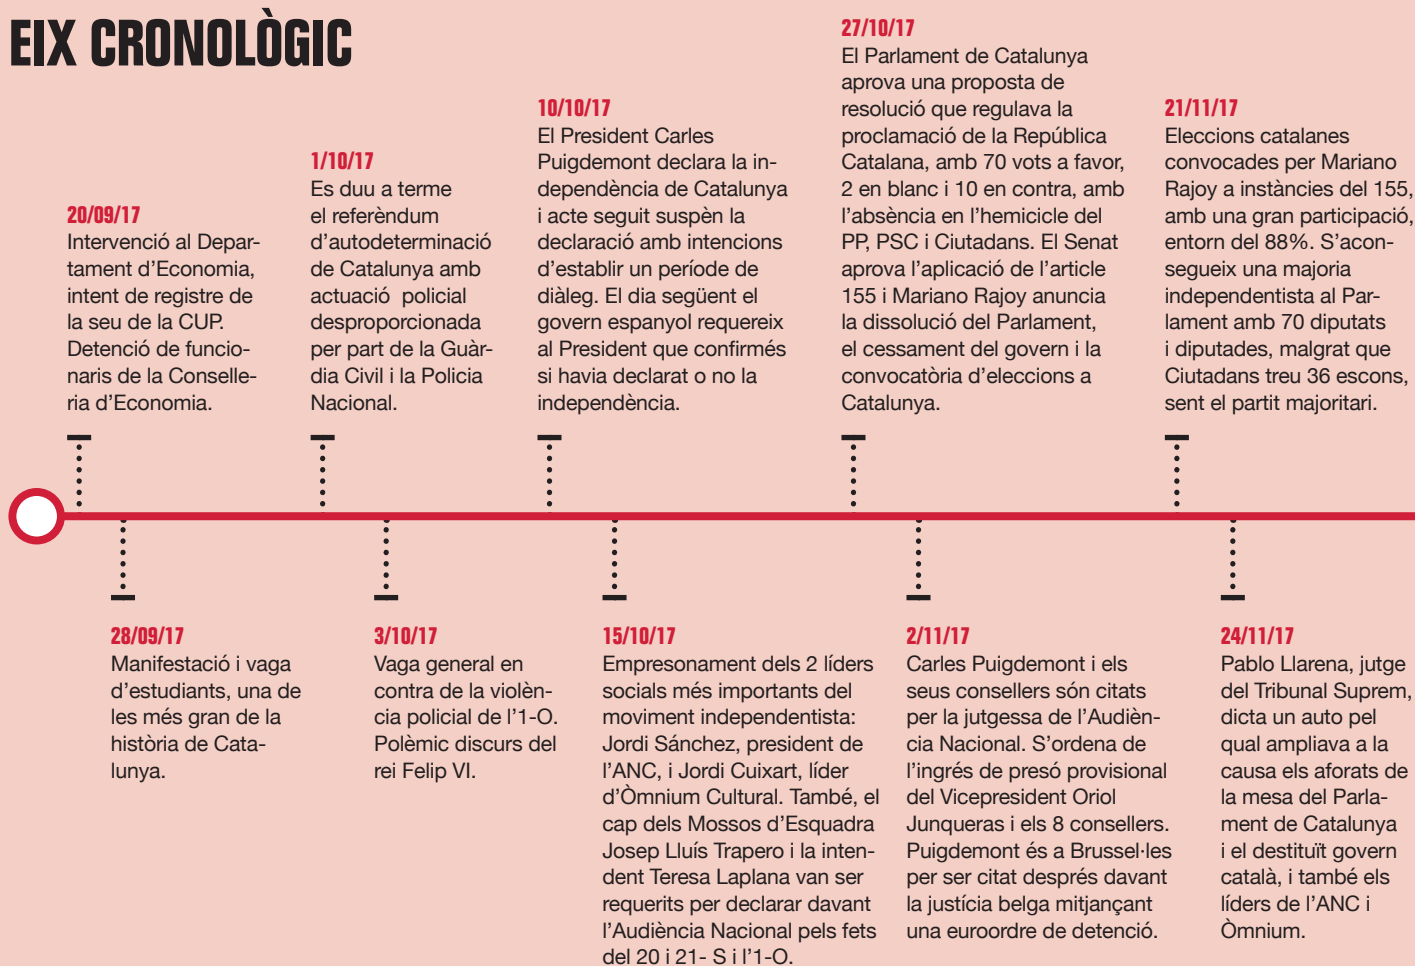 EIX CRONOLÒGIC
20/09/17
Intervenció al Depar-
tament d’Economia,
intent de registre de
la seu de la CUP.
Detenció de funcio-
naris de la Conselle-
ria d’Economia.
28/09/17
Manifestació i vaga
d’estudiants, una de
les més gran de la
història de Cata-
lunya.
1/10/17
Es duu a terme
el referèndum
d’autodeterminació
de Catalunya amb
actuació policial
desproporcionada
per part de la Guàr-
dia Civil i la Policia
Nacional.
3/10/17
Vaga general en
contra de la violèn-
cia policial de l’1-O.
Polèmic discurs del
rei Felip VI.
10/10/17
El President Carles
Puigdemont declara la in-
dependència de Catalunya
i acte seguit suspèn la
declaració amb intencions
d’establir un període de
diàleg. El dia següent el
govern espanyol requereix
al President que confirmés
si havia declarat o no la
independència.
15/10/17
Empresonament dels 2 líders
socials més importants del
moviment independentista:
Jordi Sánchez, president de
l’ANC, i Jordi Cuixart, líder
d’Òmnium Cultural. També, el
cap dels Mossos d’Esquadra
Josep Lluís Trapero i la inten-
dent Teresa Laplana van ser
requerits per declarar davant
l’Audiència Nacional pels fets
del 20 i 21- S i l’1-O.
27/10/17
El Parlament de Catalunya
aprova una proposta de
resolució que regulava la
proclamació de la República
Catalana, amb 70 vots a favor,
2 en blanc i 10 en contra, amb
l’absència en l’hemicicle del
PP, PSC i Ciutadans. El Senat
aprova l’aplicació de l’article
155 i Mariano Rajoy anuncia
la dissolució del Parlament,
el cessament del govern i la
convocatòria d’eleccions a
Catalunya.
2/11/17
Carles Puigdemont i els
seus consellers són citats
per la jutgessa de l’Audièn-
cia Nacional. S’ordena de
l’ingrés de presó provisional
del Vicepresident Oriol
Junqueras i els 8 consellers.
Puigdemont és a Brussel·les
per ser citat després davant
la justícia belga mitjançant
una euroordre de detenció.
21/11/17
Eleccions catalanes
convocades per Mariano
Rajoy a instàncies del 155,
amb una gran participació,
entorn del 88%. S’acon-
segueix una majoria
independentista al Par-
lament amb 70 diputats
i diputades, malgrat que
Ciutadans treu 36 escons,
sent el partit majoritari.
24/11/17
Pablo Llarena, jutge
del Tribunal Suprem,
dicta un auto pel
qual ampliava a la
causa els aforats de
la mesa del Parla-
ment de Catalunya
i el destituït govern
català, i també els
líders de l’ANC i
Òmnium.